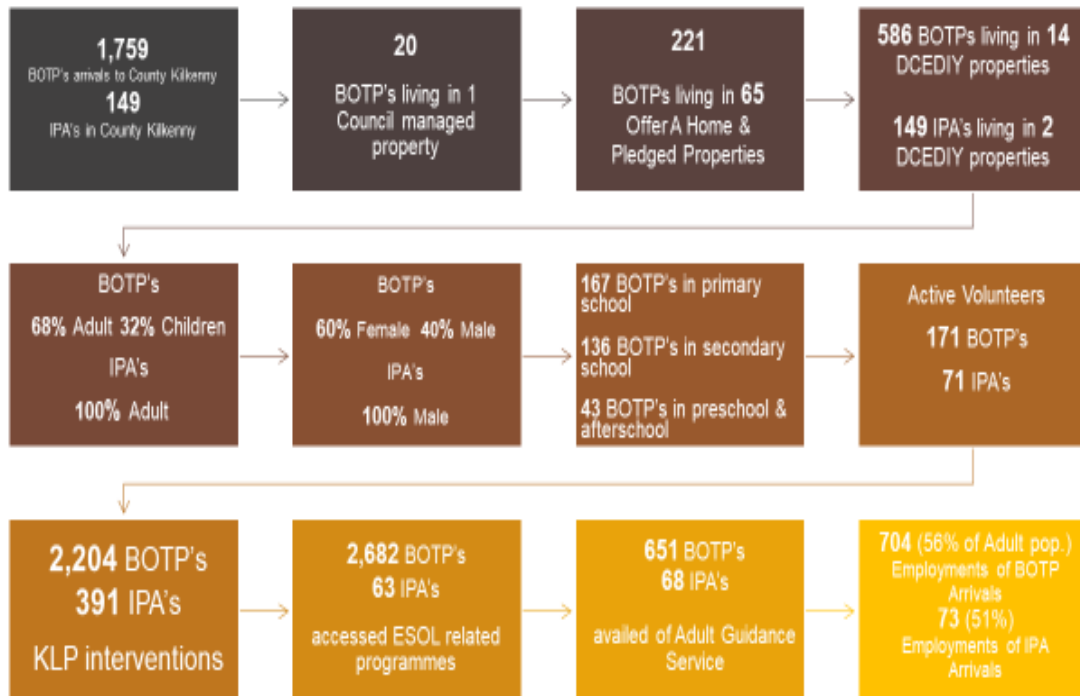 1,759
BOTP's arrivals to County Kilkenny
149
IPA's in County Kilkenny
20
BOTP's living in 1
Council managed
property
221
BOTPs living in 65
Offer A Home &
Pledged Properties
586 BOTPs living in 14
DCEDIY properties
149 IPA's living in 2
DCEDIY properties
BOTP's
68% Adult 32% Children
IPA's
100% Adult
BOTP's
60% Female 40% Male
IPA's
100% Male
167 BOTP's in primary
school
136 BOTP's in secondary
school
43 BOTP's in preschool &
afterschool
Active Volunteers
171 BOTP's
71 IPA's
2,204 BOTP's
391 IPA's
KLP interventions
2,682 BOTP's
63 IPA's
accessed ESOL related
programmes
651 BOTP's
68 IPA's
availed of Adult Guidance
Service
704 (56% of Adult pop.)
Employments of BOTP
Arrivals
73 (51%)
Employments of IPA
Arrivals